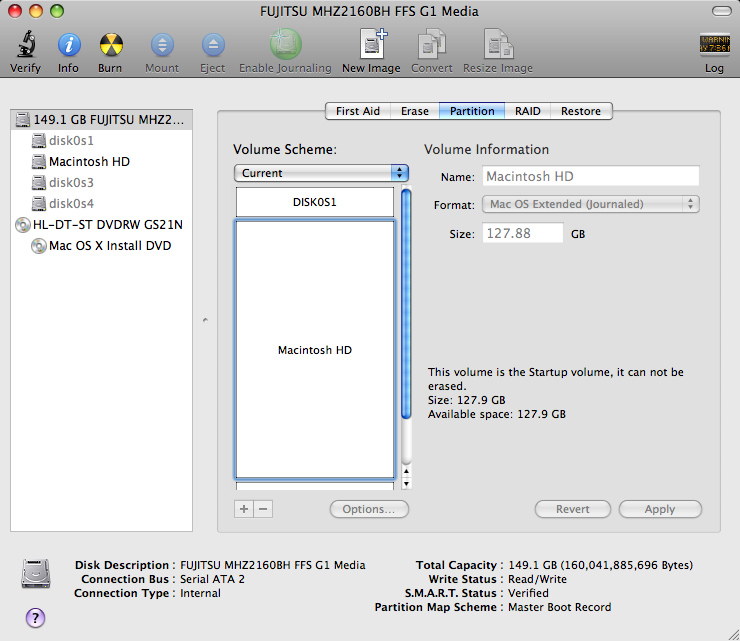 FUJITSU MHZ2160BH FFS G1 Media
Verify Info Burn Mount Eject Enable Journaling New Image Convert Resize Image Log
First Aid Erase Partition RAID Restore
149.1 GB FUJITSU MHZ2...
disk0s1
Macintosh HD
disk0s3
disk0s4
HL-DT-ST DVDRW GS21N
Mac OS X Install DVD
Volume Scheme:
Current
DISK0S1
Macintosh HD
Volume Information
Name: Macintosh HD
Format: Mac OS Extended (Journaled)
Size: 127.88 GB
This volume is the Startup volume, it can not be
erased.
Size: 127.9 GB
Available space: 127.9 GB
+ − Options... Revert Apply
Disk Description : FUJITSU MHZ2160BH FFS G1 Media
Connection Bus : Serial ATA 2
Connection Type : Internal
Total Capacity : 149.1 GB (160,041,885,696 Bytes)
Write Status : Read/Write
S.M.A.R.T. Status : Verified
Partition Map Scheme : Master Boot Record
?